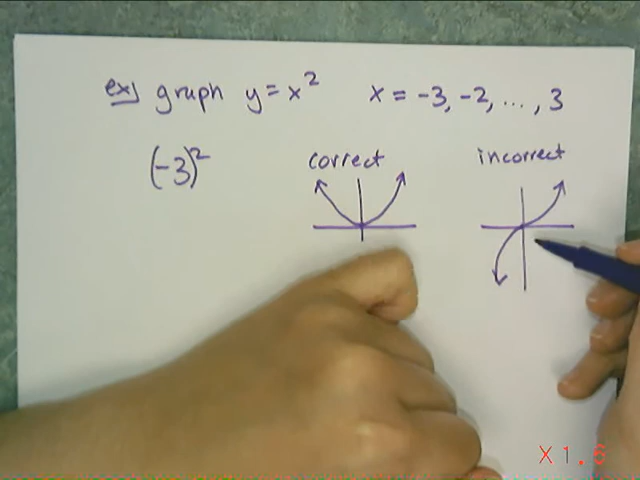 ex) graph y = x² x = -3, -2, ..., 3
(-3)²
correct
incorrect
X1.6